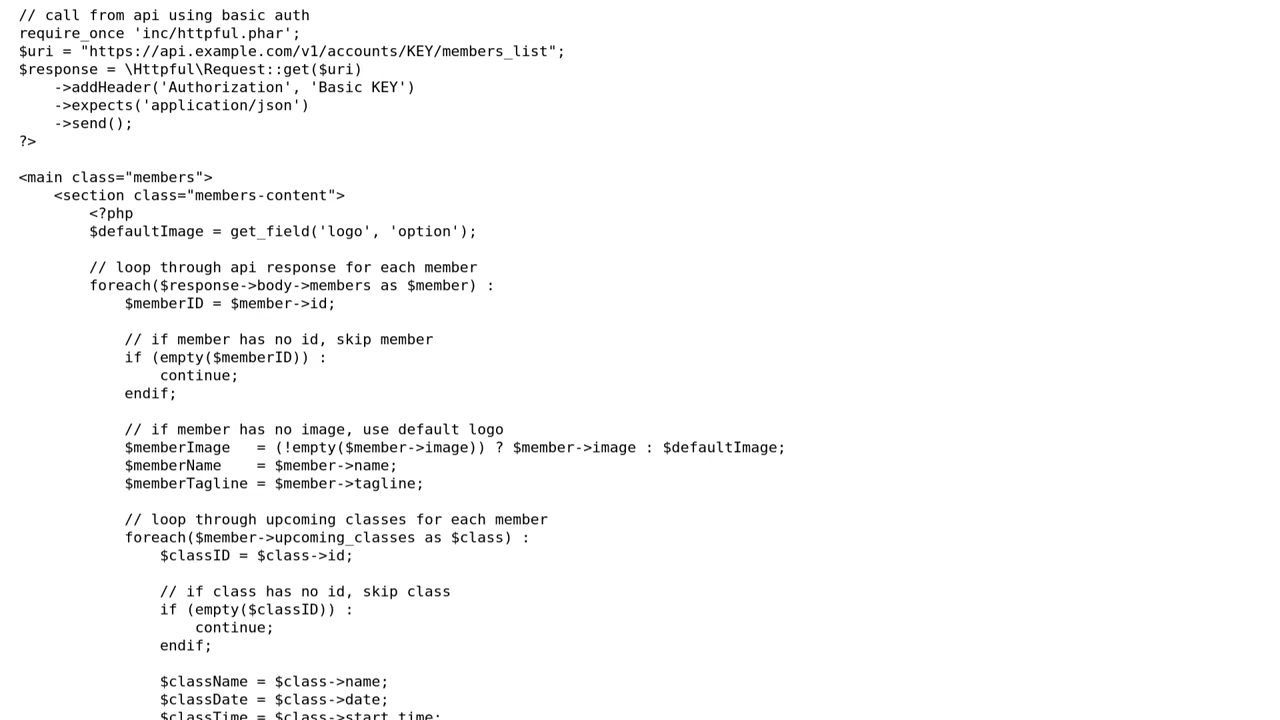 // call from api using basic auth
require_once 'inc/httpful.phar';
$uri = "https://api.example.com/v1/accounts/KEY/members_list";
$response = \Httpful\Request::get($uri)
    ->addHeader('Authorization', 'Basic KEY')
    ->expects('application/json')
    ->send();
?>

<main class="members">
    <section class="members-content">
        <?php
        $defaultImage = get_field('logo', 'option');

        // loop through api response for each member
        foreach($response->body->members as $member) :
            $memberID = $member->id;

            // if member has no id, skip member
            if (empty($memberID)) :
                continue;
            endif;

            // if member has no image, use default logo
            $memberImage   = (!empty($member->image)) ? $member->image : $defaultImage;
            $memberName    = $member->name;
            $memberTagline = $member->tagline;

            // loop through upcoming classes for each member
            foreach($member->upcoming_classes as $class) :
                $classID = $class->id;

                // if class has no id, skip class
                if (empty($classID)) :
                    continue;
                endif;

                $className = $class->name;
                $classDate = $class->date;
                $classTime = $class->start_time;